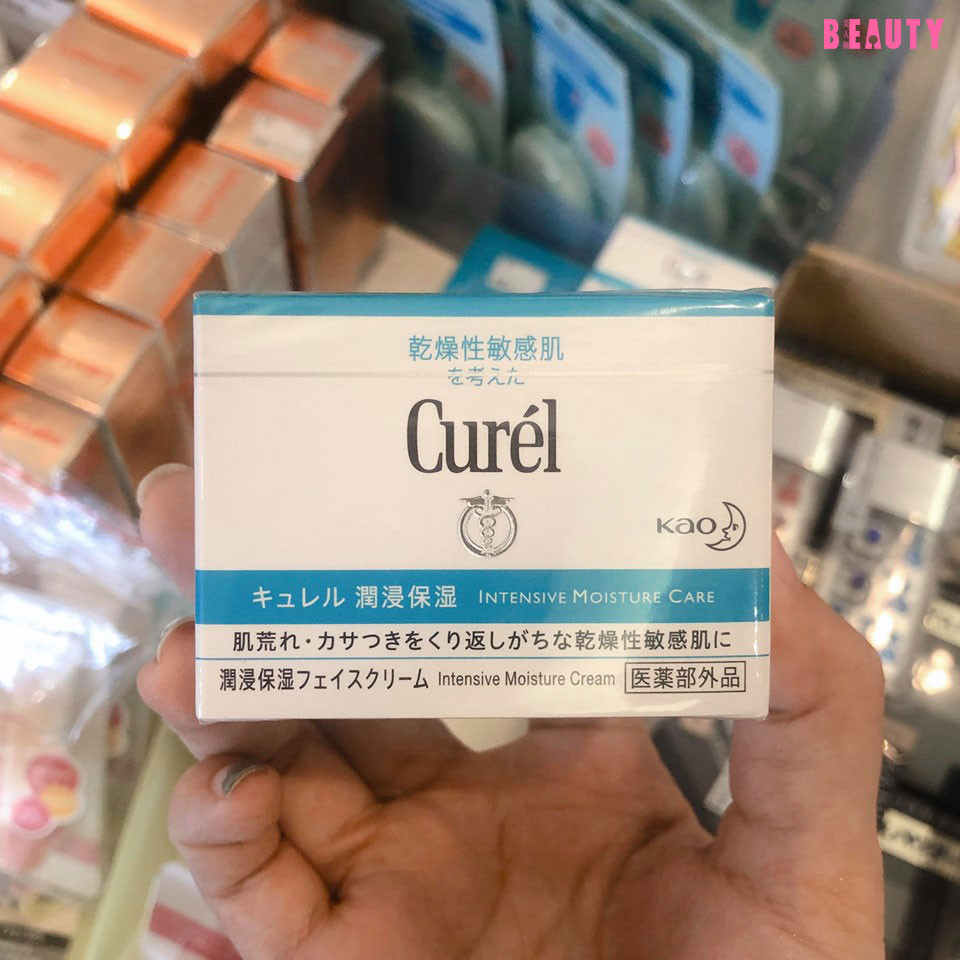 BEAUTY
乾燥性敏感肌
を考えた
Curél
Kao
キュレル 潤浸保湿 INTENSIVE MOISTURE CARE
肌荒れ・カサつきをくり返しがちな乾燥性敏感肌に
潤浸保湿フェイスクリーム Intensive Moisture Cream 医薬部外品